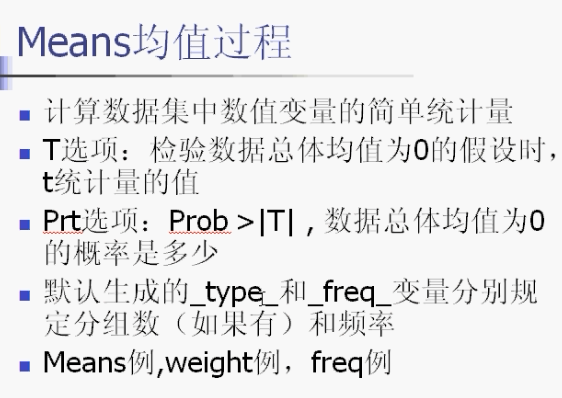 Means均值过程
计算数据集中数值变量的简单统计量
T选项：检验数据总体均值为0的假设时，
t统计量的值
Prt选项：Prob >|T|，数据总体均值为0
的概率是多少
默认生成的_type_和_freq_变量分别规
定分组数（如果有）和频率
Means例,weight例，freq例